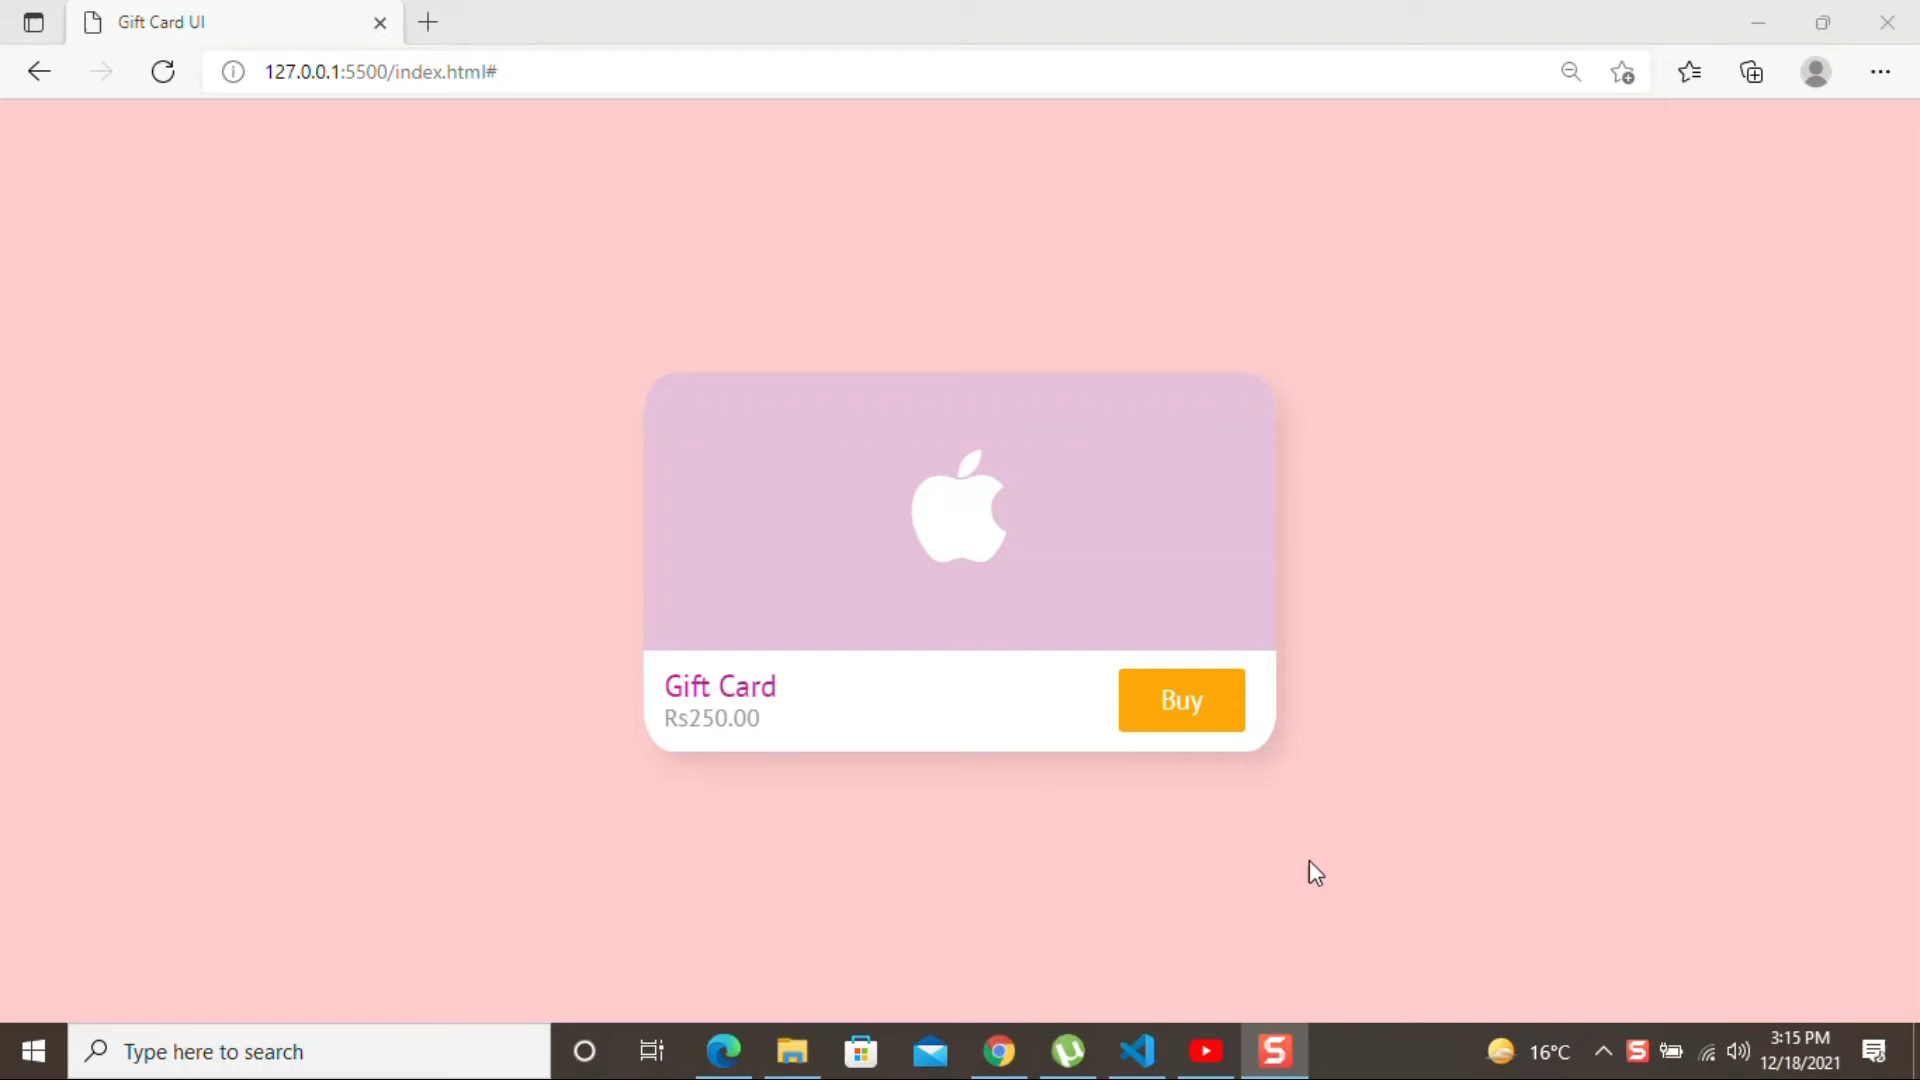 Gift Card UI
127.0.0.1:5500/index.html#
Gift Card
Rs250.00
Buy
Type here to search
16°C
3:15 PM
12/18/2021